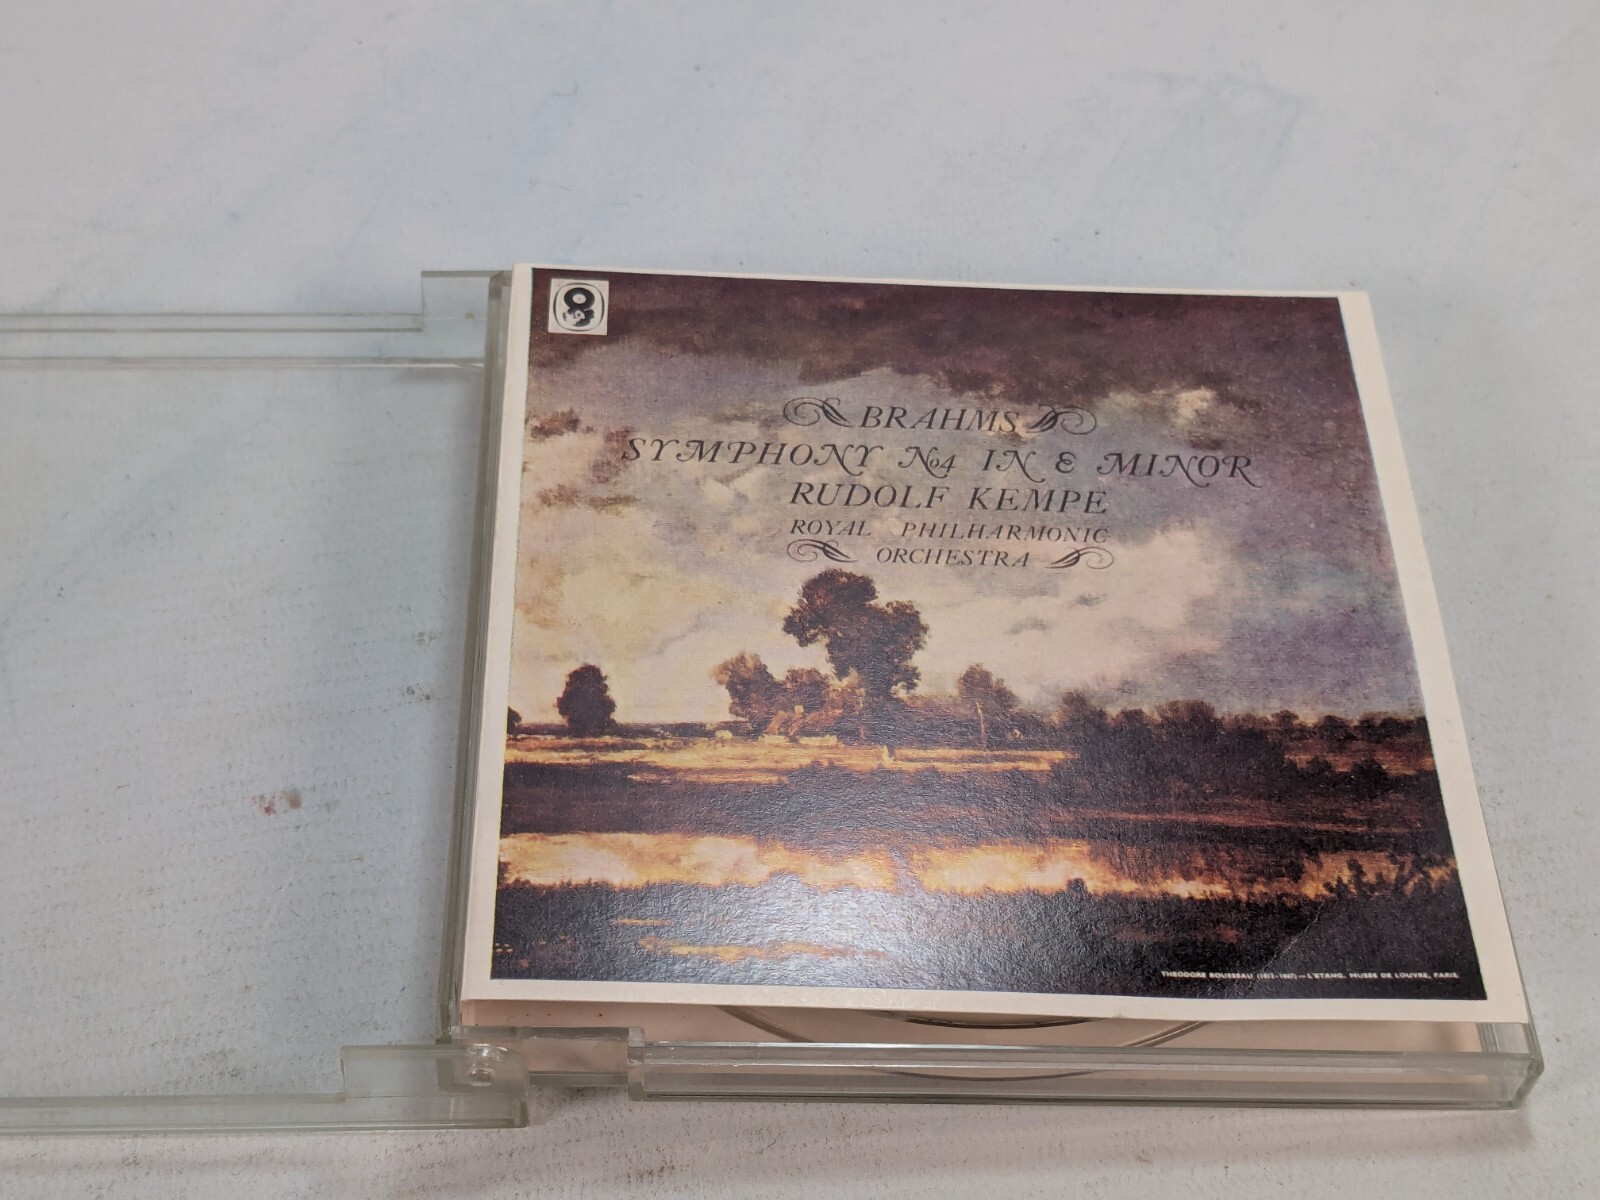 BRAHMS
SYMPHONY No4 IN E MINOR
RUDOLF KEMPE
ROYAL PHILHARMONIC
ORCHESTRA
THEODORE ROUSSEAU (1812-1867) — L'ETANG, MUSEE DE LOUVRE, PARIS